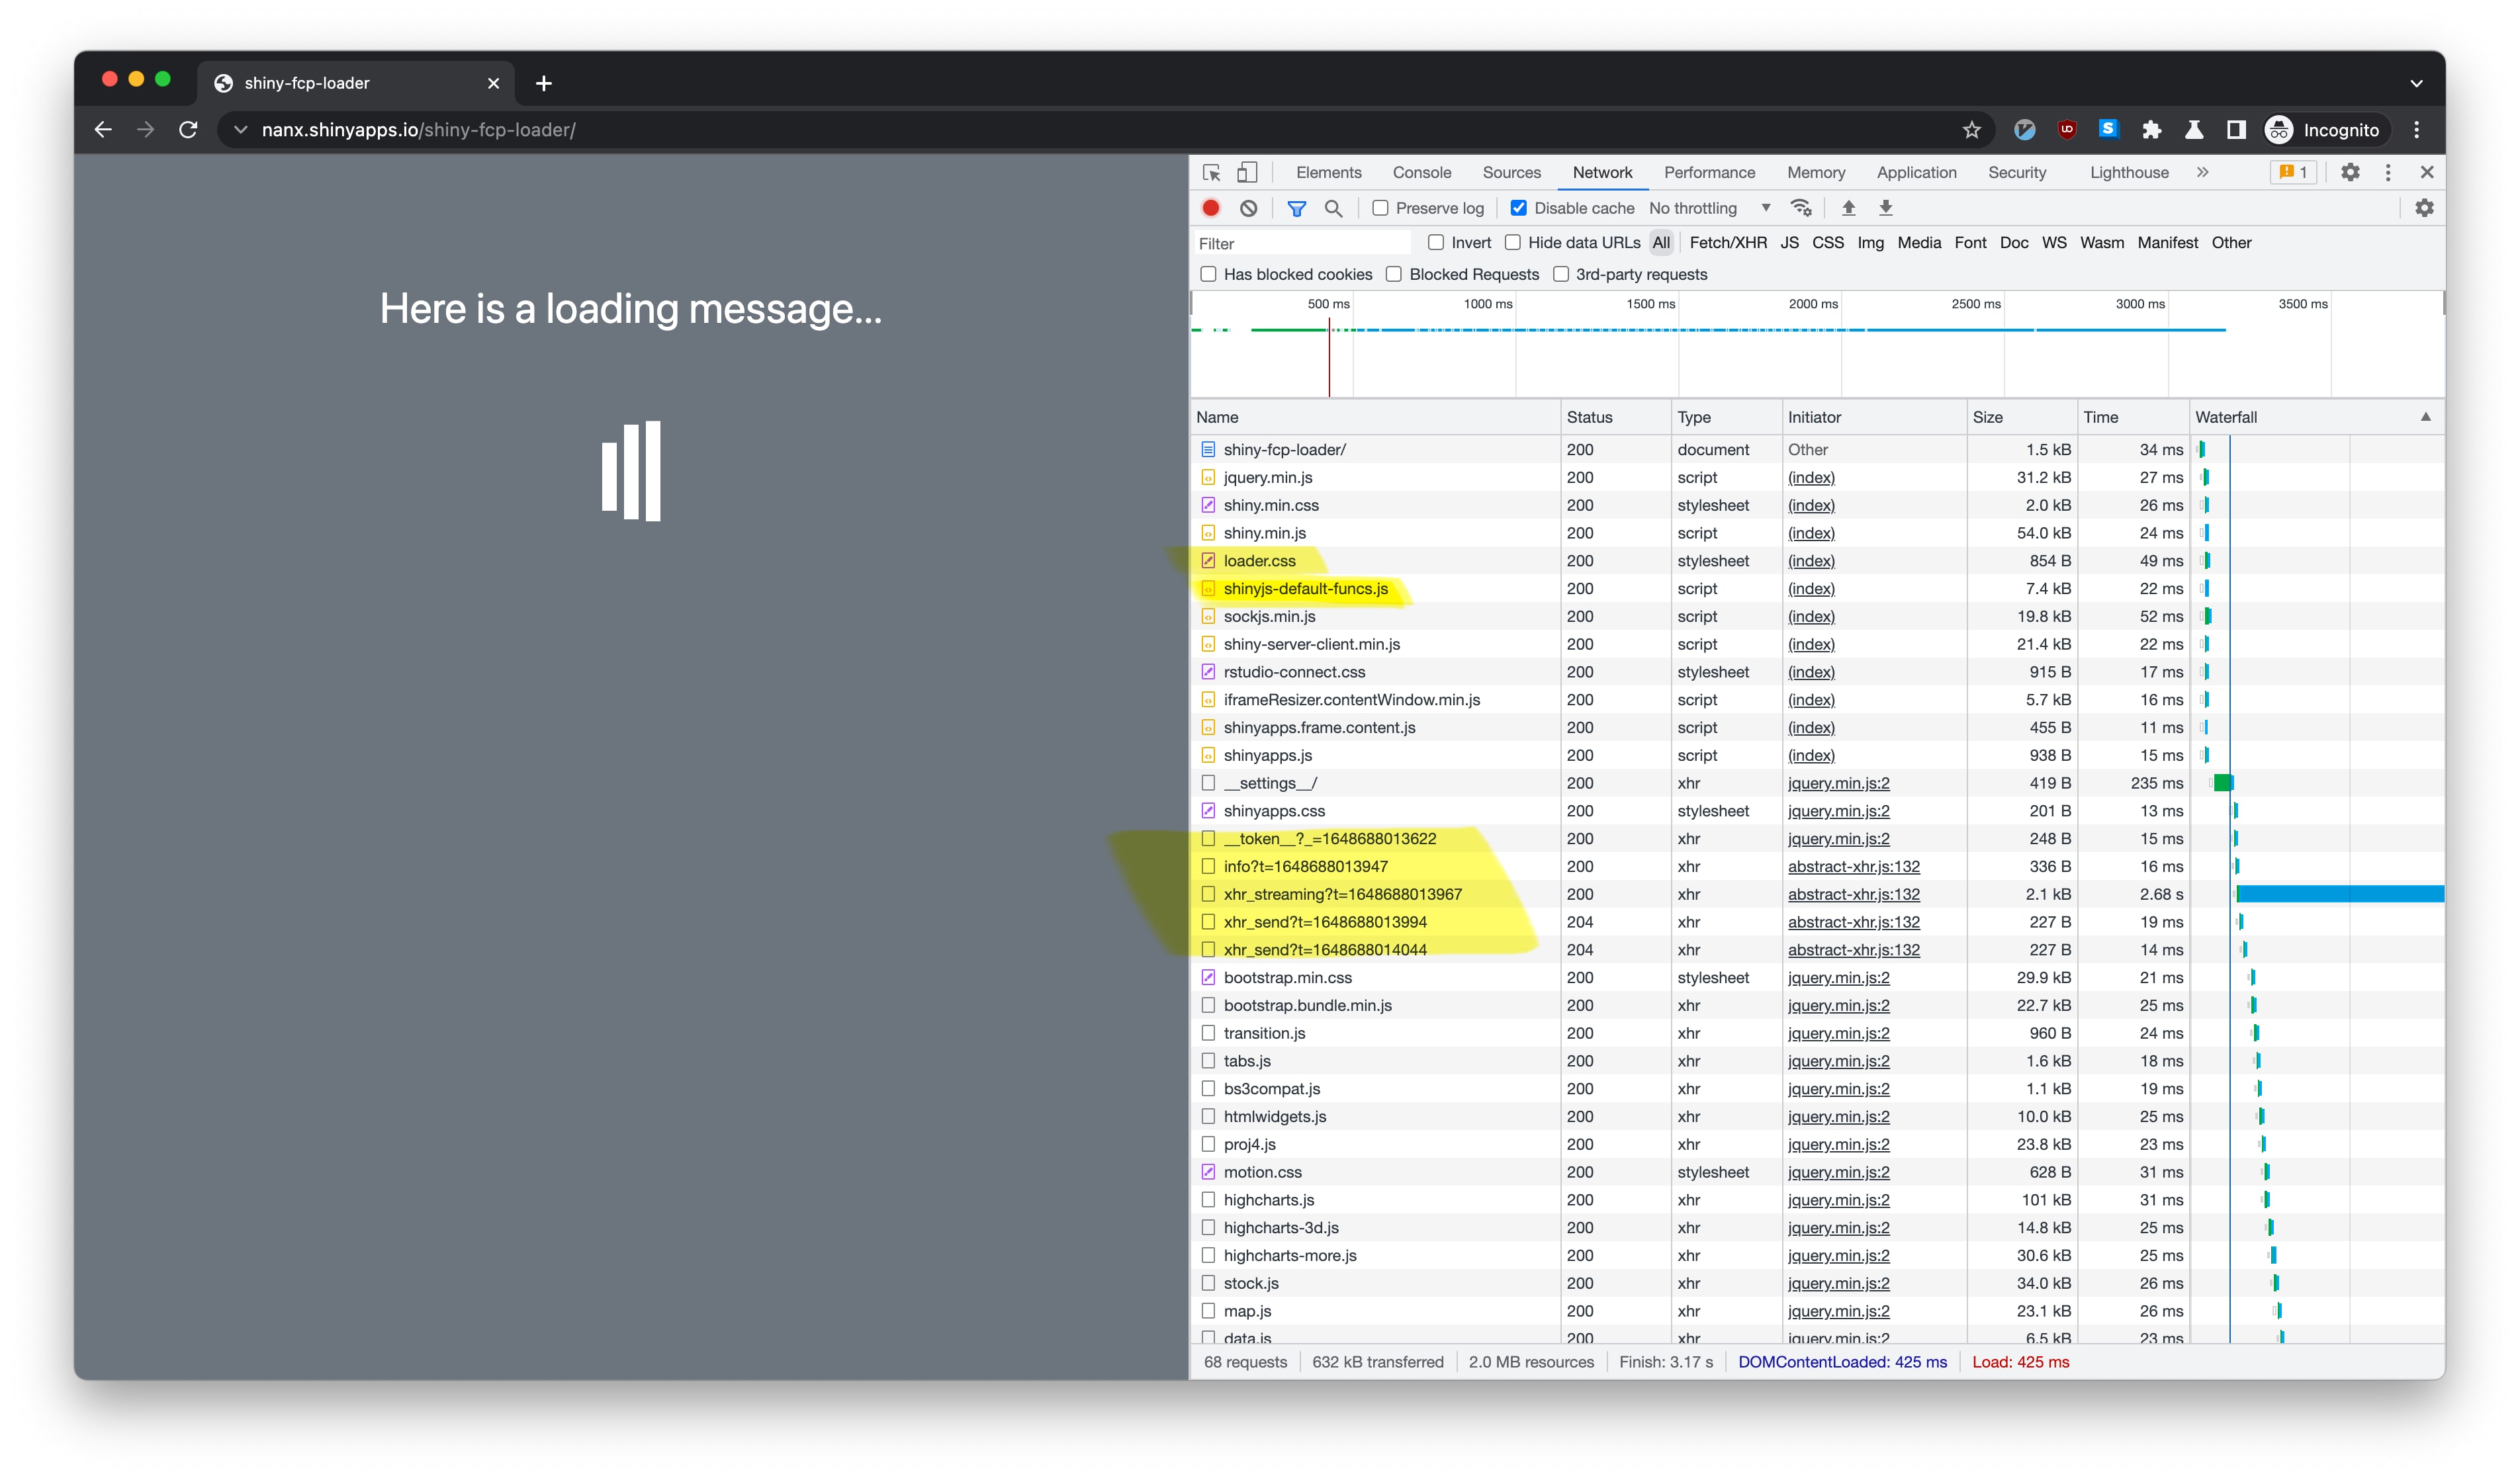 shiny-fcp-loader
nanx.shinyapps.io/shiny-fcp-loader/
Incognito
Here is a loading message...
Elements Console Sources Network Performance Memory Application Security Lighthouse 1
Preserve log Disable cache No throttling
Filter Invert Hide data URLs All Fetch/XHR JS CSS Img Media Font Doc WS Wasm Manifest Other
Has blocked cookies Blocked Requests 3rd-party requests
500 ms 1000 ms 1500 ms 2000 ms 2500 ms 3000 ms 3500 ms
Name Status Type Initiator Size Time Waterfall
shiny-fcp-loader/ 200 document Other 1.5 kB 34 ms
jquery.min.js 200 script (index) 31.2 kB 27 ms
shiny.min.css 200 stylesheet (index) 2.0 kB 26 ms
shiny.min.js 200 script (index) 54.0 kB 24 ms
loader.css 200 stylesheet (index) 854 B 49 ms
shinyjs-default-funcs.js 200 script (index) 7.4 kB 22 ms
sockjs.min.js 200 script (index) 19.8 kB 52 ms
shiny-server-client.min.js 200 script (index) 21.4 kB 22 ms
rstudio-connect.css 200 stylesheet (index) 915 B 17 ms
iframeResizer.contentWindow.min.js 200 script (index) 5.7 kB 16 ms
shinyapps.frame.content.js 200 script (index) 455 B 11 ms
shinyapps.js 200 script (index) 938 B 15 ms
__settings__/ 200 xhr jquery.min.js:2 419 B 235 ms
shinyapps.css 200 stylesheet jquery.min.js:2 201 B 13 ms
__token__?_=1648688013622 200 xhr jquery.min.js:2 248 B 15 ms
info?t=1648688013947 200 xhr abstract-xhr.js:132 336 B 16 ms
xhr_streaming?t=1648688013967 200 xhr abstract-xhr.js:132 2.1 kB 2.68 s
xhr_send?t=1648688013994 204 xhr abstract-xhr.js:132 227 B 19 ms
xhr_send?t=1648688014044 204 xhr abstract-xhr.js:132 227 B 14 ms
bootstrap.min.css 200 stylesheet jquery.min.js:2 29.9 kB 21 ms
bootstrap.bundle.min.js 200 xhr jquery.min.js:2 22.7 kB 25 ms
transition.js 200 xhr jquery.min.js:2 960 B 24 ms
tabs.js 200 xhr jquery.min.js:2 1.6 kB 18 ms
bs3compat.js 200 xhr jquery.min.js:2 1.1 kB 19 ms
htmlwidgets.js 200 xhr jquery.min.js:2 10.0 kB 25 ms
proj4.js 200 xhr jquery.min.js:2 23.8 kB 23 ms
motion.css 200 stylesheet jquery.min.js:2 628 B 31 ms
highcharts.js 200 xhr jquery.min.js:2 101 kB 31 ms
highcharts-3d.js 200 xhr jquery.min.js:2 14.8 kB 25 ms
highcharts-more.js 200 xhr jquery.min.js:2 30.6 kB 25 ms
stock.js 200 xhr jquery.min.js:2 34.0 kB 26 ms
map.js 200 xhr jquery.min.js:2 23.1 kB 26 ms
data.js 200 xhr jquery.min.js:2 6.5 kB 23 ms
68 requests 632 kB transferred 2.0 MB resources Finish: 3.17 s DOMContentLoaded: 425 ms Load: 425 ms